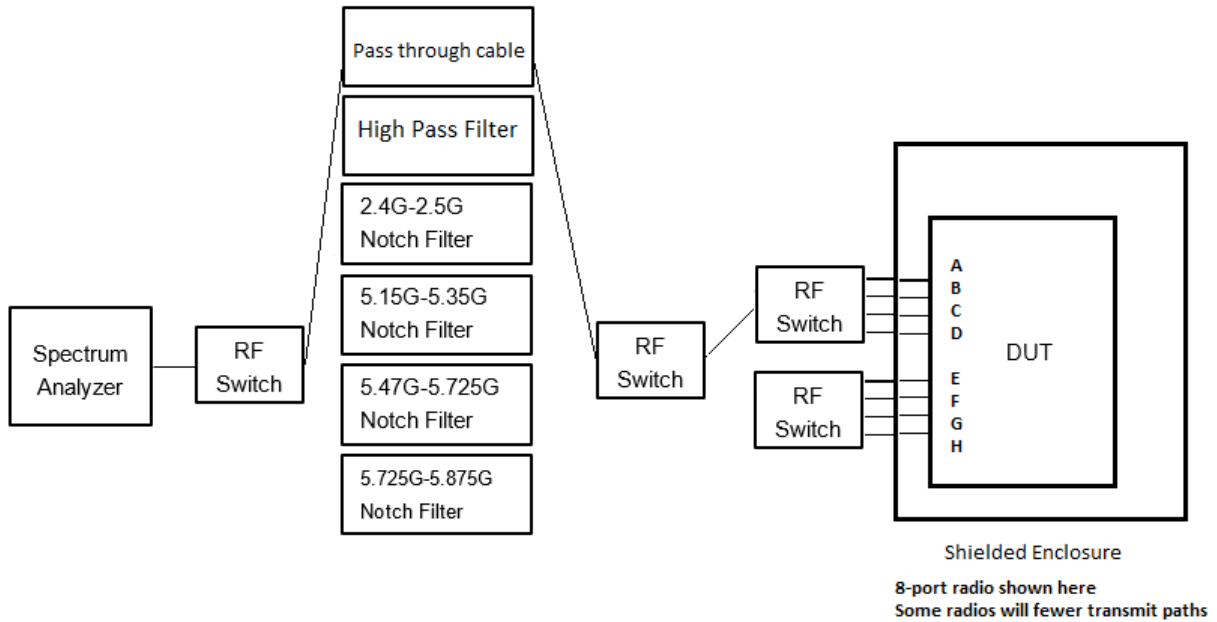 Pass through cable
High Pass Filter
2.4G-2.5G
Notch Filter
5.15G-5.35G
Notch Filter
5.47G-5.725G
Notch Filter
5.725G-5.875G
Notch Filter
Spectrum
Analyzer
RF
Switch
RF
Switch
RF
Switch
RF
Switch
A
B
C
D
E
F
G
H
DUT
Shielded Enclosure
8-port radio shown here
Some radios will fewer transmit paths